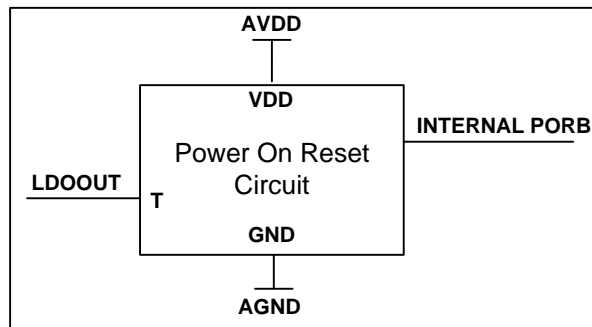 AVDD
VDD
INTERNAL PORB
Power On Reset
Circuit
LDOOUT
T
GND
AGND